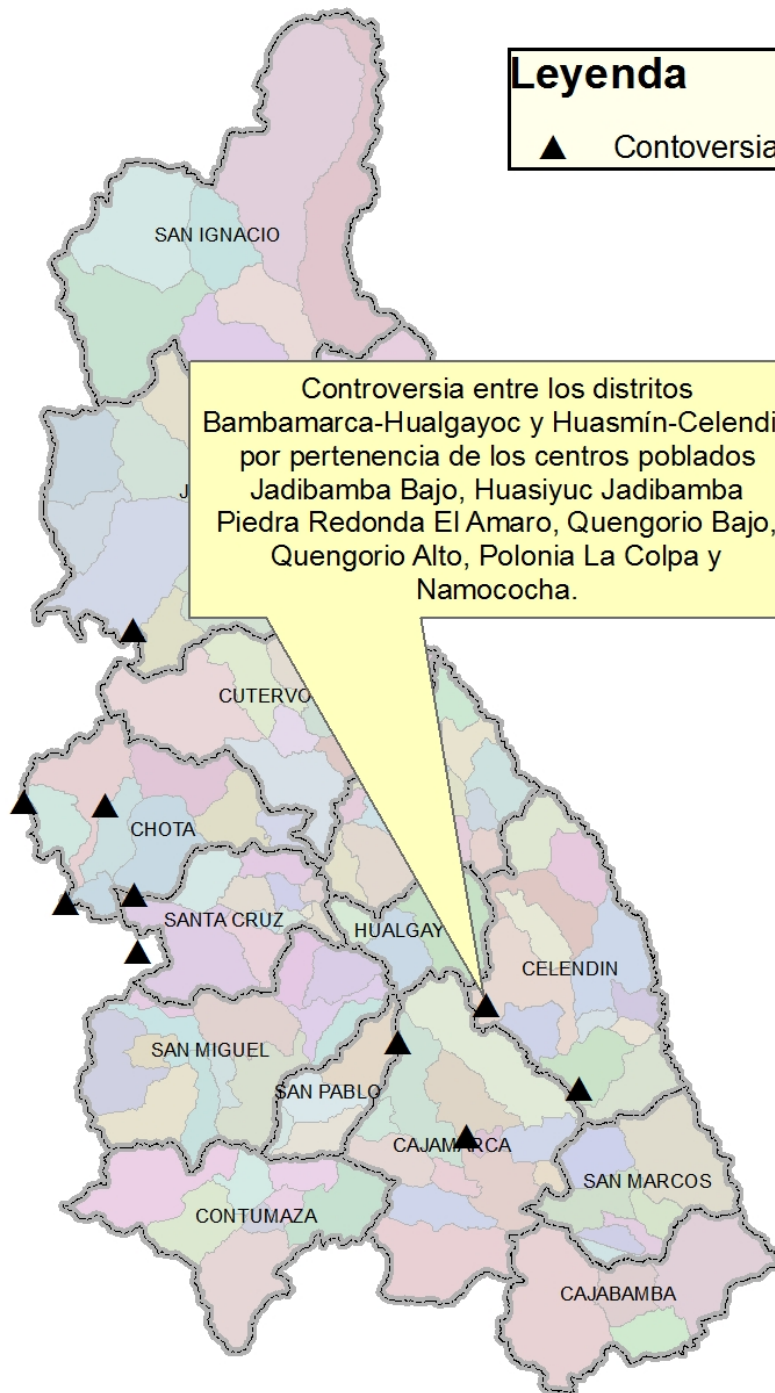 Leyenda
Contoversia
SAN IGNACIO
Controversia entre los distritos
Bambamarca-Hualgayoc y Huasmín-Celendi
por pertenencia de los centros poblados
Jadibamba Bajo, Huasiyuc Jadibamba
Piedra Redonda El Amaro, Quengorio Bajo,
Quengorio Alto, Polonia La Colpa y
Namococha.
CUTERVO
CHOTA
SANTA CRUZ
HUALGAY
CELENDIN
SAN MIGUEL
SAN PABLO
CAJAMARCA
SAN MARCOS
CONTUMAZA
CAJABAMBA